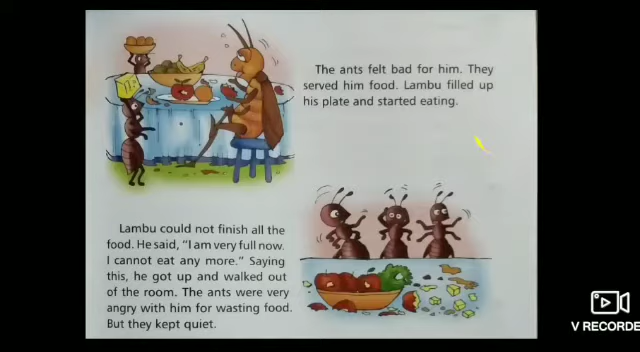 The ants felt bad for him. They
served him food. Lambu filled up
his plate and started eating.
Lambu could not finish all the
food. He said, "I am very full now.
I cannot eat any more." Saying
this, he got up and walked out
of the room. The ants were very
angry with him for wasting food.
But they kept quiet.
V RECORDE